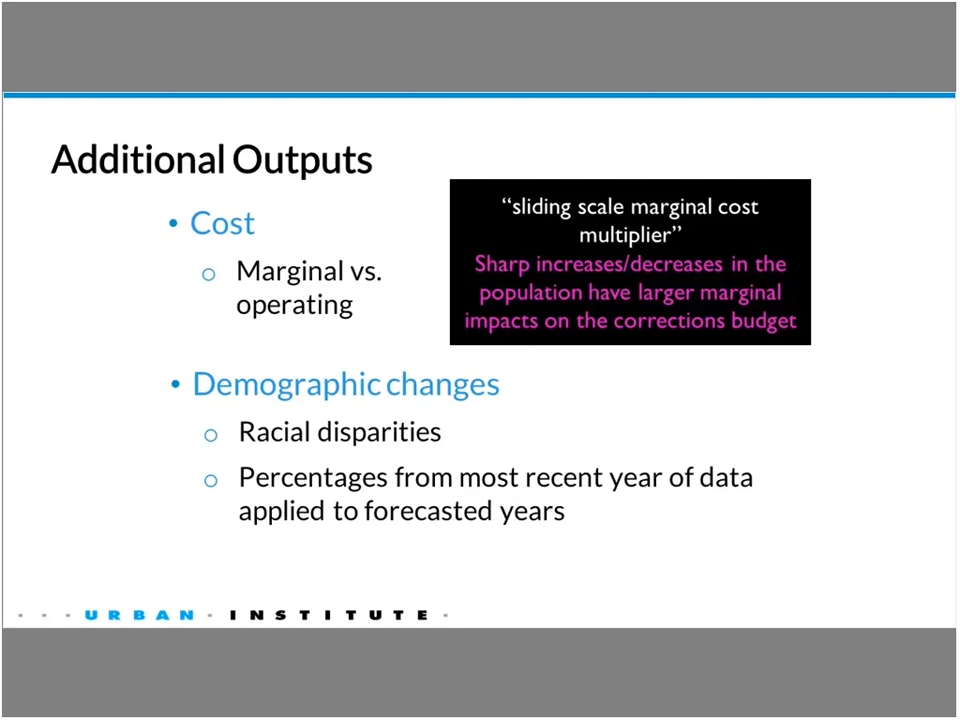 Additional Outputs
• Cost
o Marginal vs.
operating
“sliding scale marginal cost
multiplier”
Sharp increases/decreases in the
population have larger marginal
impacts on the corrections budget
• Demographic changes
o Racial disparities
o Percentages from most recent year of data
applied to forecasted years
- - - URBAN - INSTITUTE -